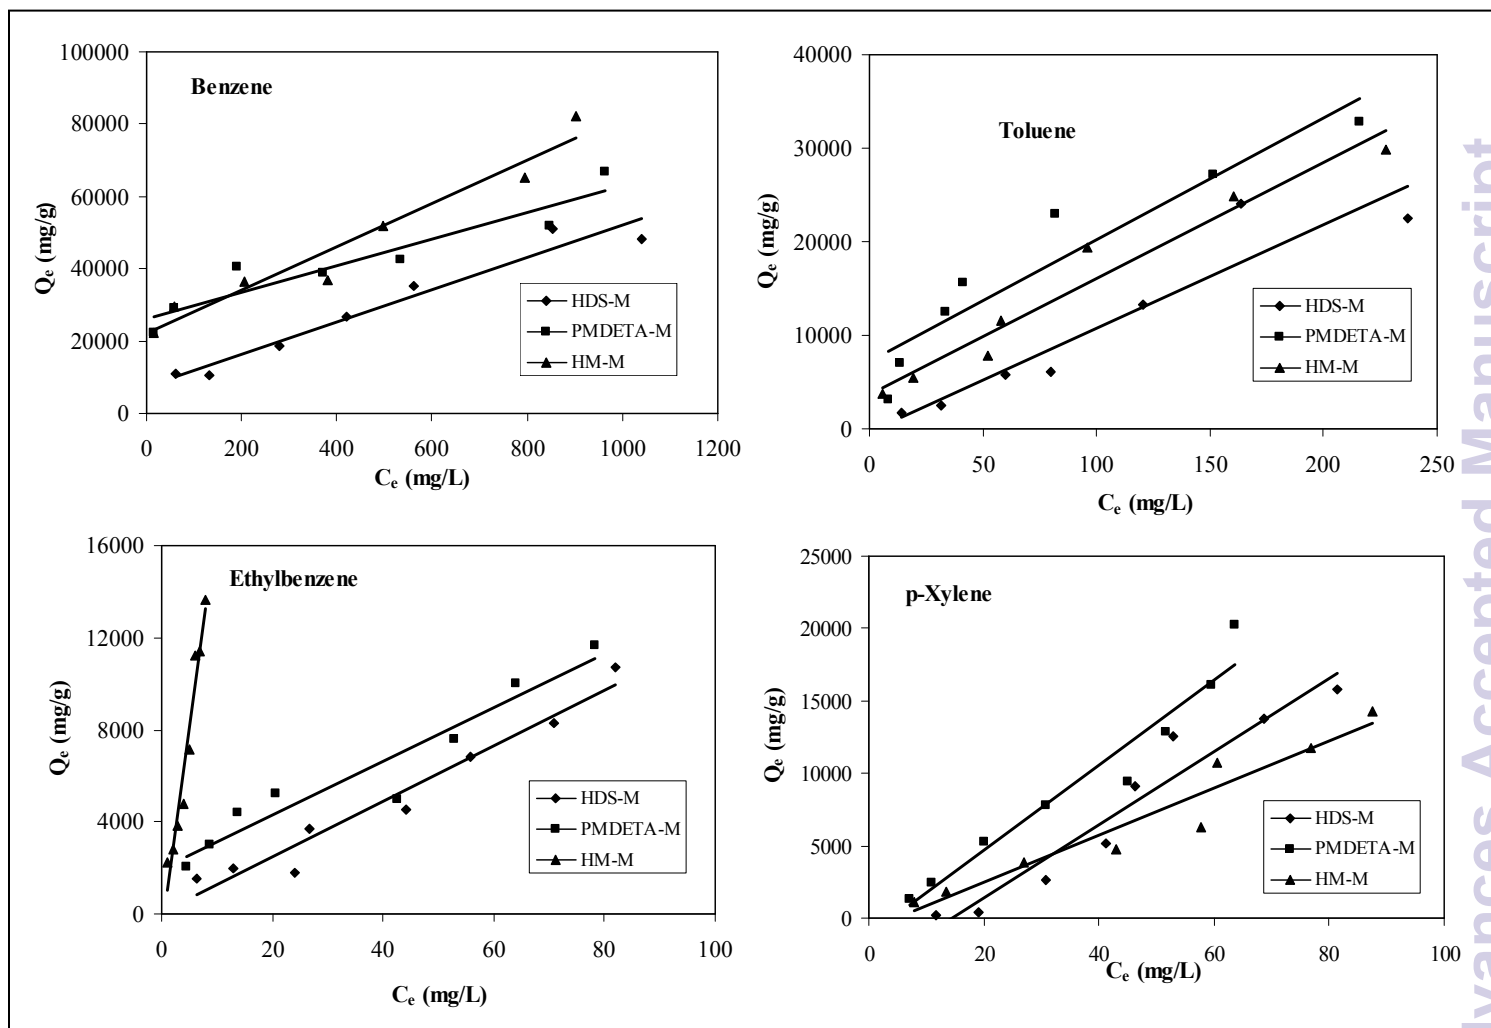 Benzene
100000
80000
60000
40000
20000
0
0 200 400 600 800 1000 1200
Qe (mg/g)
Ce (mg/L)
HDS-M
PMDETA-M
HM-M
Toluene
40000
30000
20000
10000
0
0 50 100 150 200 250
Qe (mg/g)
Ce (mg/L)
HDS-M
PMDETA-M
HM-M
Ethylbenzene
16000
12000
8000
4000
0
0 20 40 60 80 100
Qe (mg/g)
Ce (mg/L)
HDS-M
PMDETA-M
HM-M
p-Xylene
25000
20000
15000
10000
5000
0
0 20 40 60 80 100
Qe (mg/g)
Ce (mg/L)
HDS-M
PMDETA-M
HM-M
dvances Accepted Manuscript